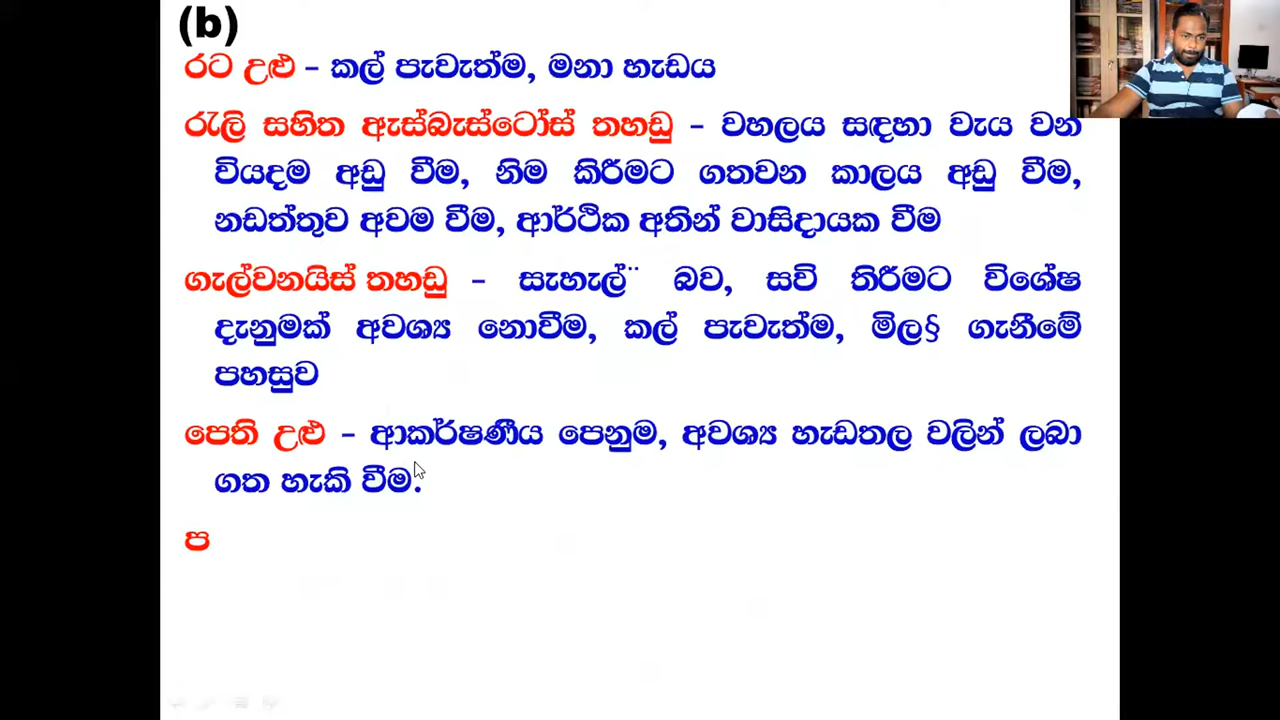 (b)
රට උළු – කල් පැවැත්ම, මනා හැඩය
රැලි සහිත ඇස්බැස්ටෝස් තහඩු – වහලය සඳහා වැය වන
වියදම අඩු වීම, නිම කිරීමට ගතවන කාලය අඩු වීම,
නඩත්තුව අවම වීම, ආර්ථික අතින් වාසිදායක වීම
ගැල්වනයිස් තහඩු – සැහැල්¨ බව, සවි කිරීමට විශේෂ
දැනුමක් අවශ්‍ය නොවීම, කල් පැවැත්ම, මිල§ ගැනීමේ
පහසුව
පෙති උළු – ආකර්ෂණීය පෙනුම, අවශ්‍ය හැඩතල වලින් ලබා
ගත හැකි වීම.
ප